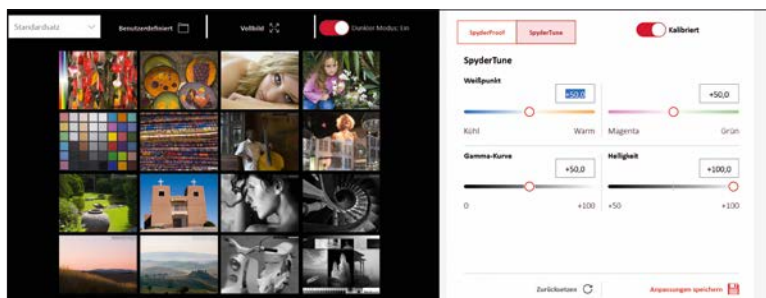 Standardsatz
Benutzerdefiniert
Vollbild
Dunkler Modus: Ein
SpyderProof
SpyderTune
Kalibriert
SpyderTune
Weißpunkt
+50,0
+50,0
Kühl
Warm
Magenta
Grün
Gamma-Kurve
Helligkeit
+50,0
+100,0
0
+100
+50
+100
Zurücksetzen
Anpassungen speichern